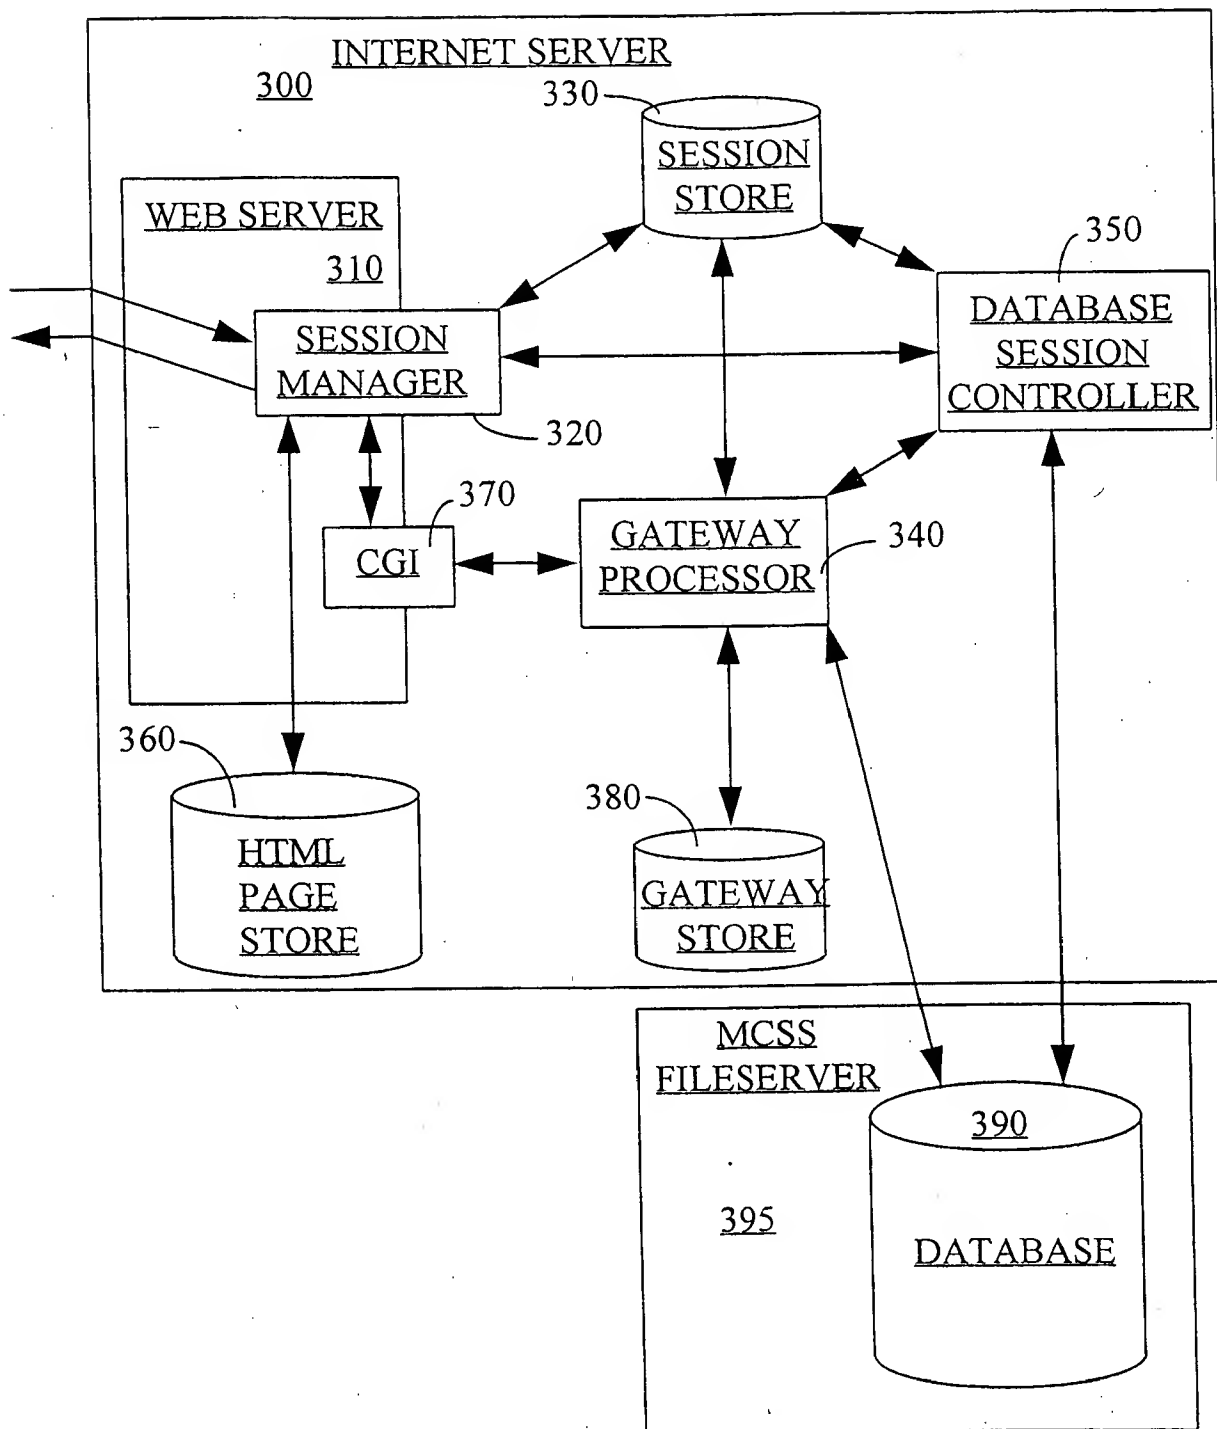 INTERNET SERVER
300
330
SESSION
STORE
WEB SERVER
310
350
SESSION
MANAGER
320
DATABASE
SESSION
CONTROLLER
370
CGI
GATEWAY
PROCESSOR
340
360
HTML
PAGE
STORE
380
GATEWAY
STORE
MCSS
FILESERVER
390
395
DATABASE